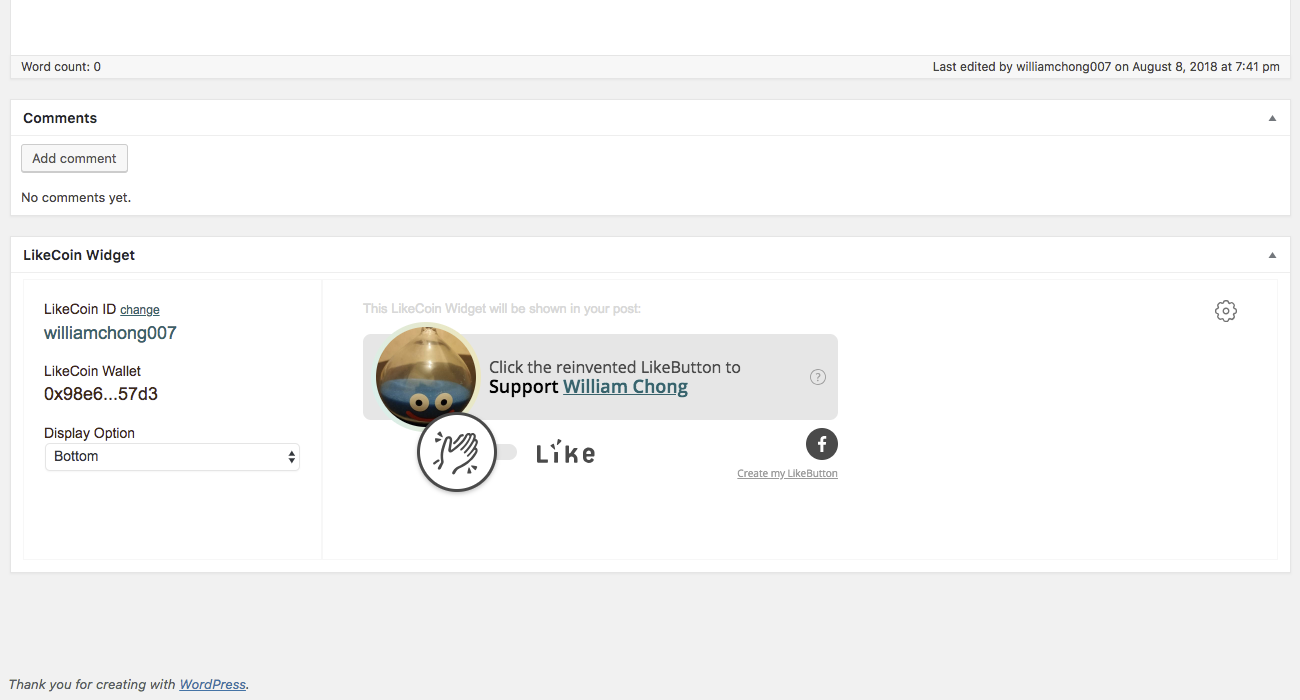 Word count: 0
Last edited by williamchong007 on August 8, 2018 at 7:41 pm
Comments
Add comment
No comments yet.
LikeCoin Widget
LikeCoin ID change
williamchong007
LikeCoin Wallet
0x98e6...57d3
Display Option
Bottom
This LikeCoin Widget will be shown in your post:
Click the reinvented LikeButton to
Support William Chong
?
Like
f
Create my LikeButton
Thank you for creating with WordPress.